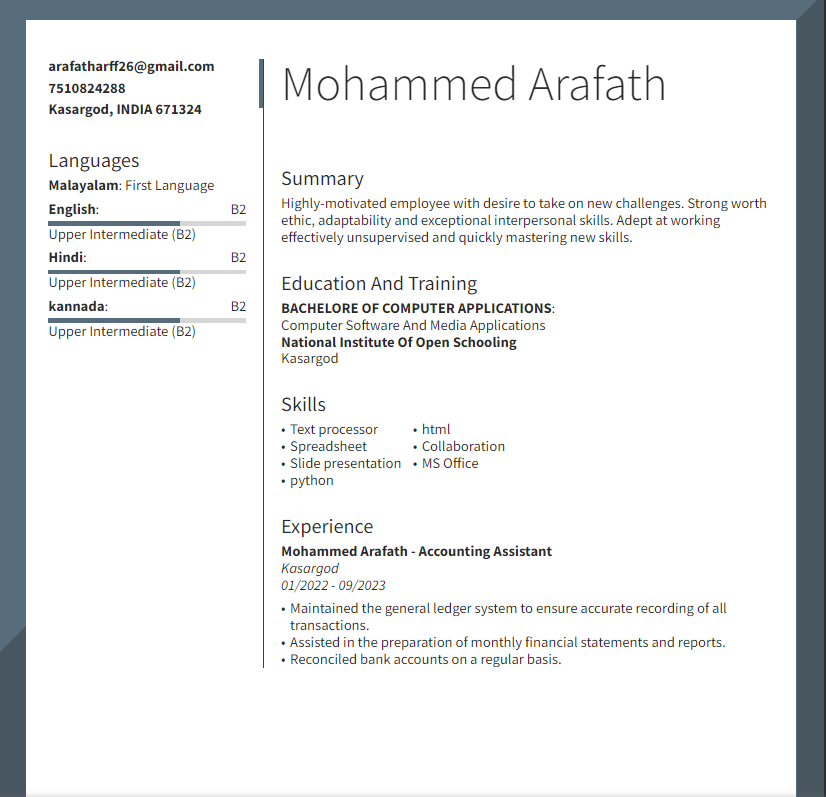 arafatharff26@gmail.com
7510824288
Kasargod, INDIA 671324
Languages
Malayalam: First Language
English: B2
Upper Intermediate (B2)
Hindi: B2
Upper Intermediate (B2)
kannada: B2
Upper Intermediate (B2)
Mohammed Arafath
Summary
Highly-motivated employee with desire to take on new challenges. Strong worth
ethic, adaptability and exceptional interpersonal skills. Adept at working
effectively unsupervised and quickly mastering new skills.
Education And Training
BACHELORE OF COMPUTER APPLICATIONS:
Computer Software And Media Applications
National Institute Of Open Schooling
Kasargod
Skills
• Text processor
• Spreadsheet
• Slide presentation
• python
• html
• Collaboration
• MS Office
Experience
Mohammed Arafath - Accounting Assistant
Kasargod
01/2022 - 09/2023
• Maintained the general ledger system to ensure accurate recording of all
transactions.
• Assisted in the preparation of monthly financial statements and reports.
• Reconciled bank accounts on a regular basis.